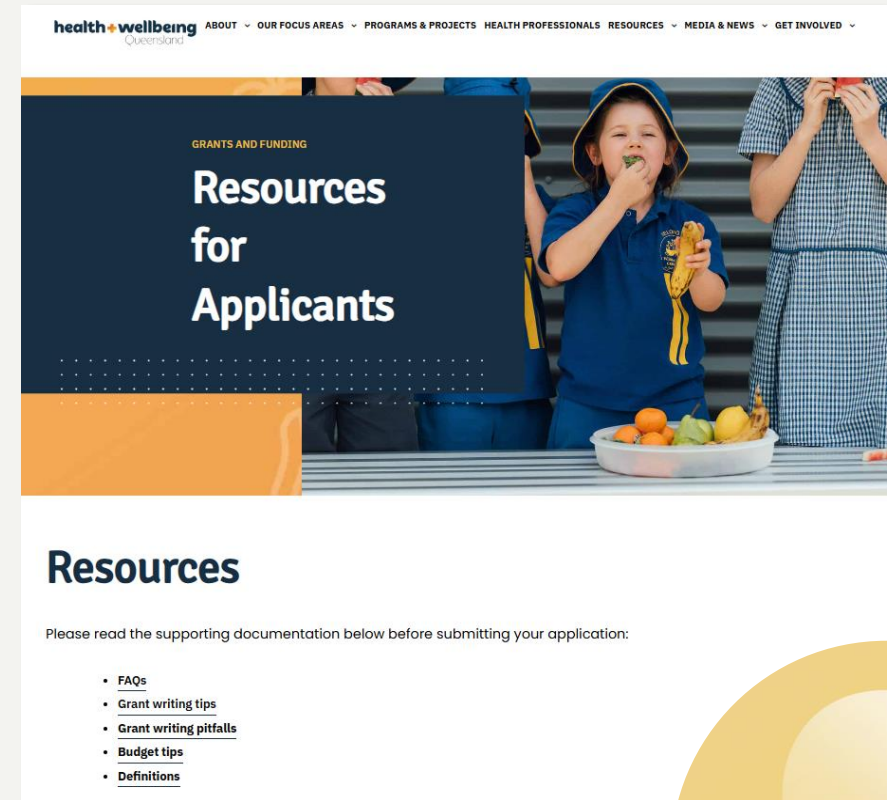 health+wellbeing
Queensland
ABOUT OUR FOCUS AREAS PROGRAMS & PROJECTS HEALTH PROFESSIONALS RESOURCES MEDIA & NEWS GET INVOLVED
GRANTS AND FUNDING
Resources
for
Applicants
Resources
Please read the supporting documentation below before submitting your application:
• FAQs
• Grant writing tips
• Grant writing pitfalls
• Budget tips
• Definitions